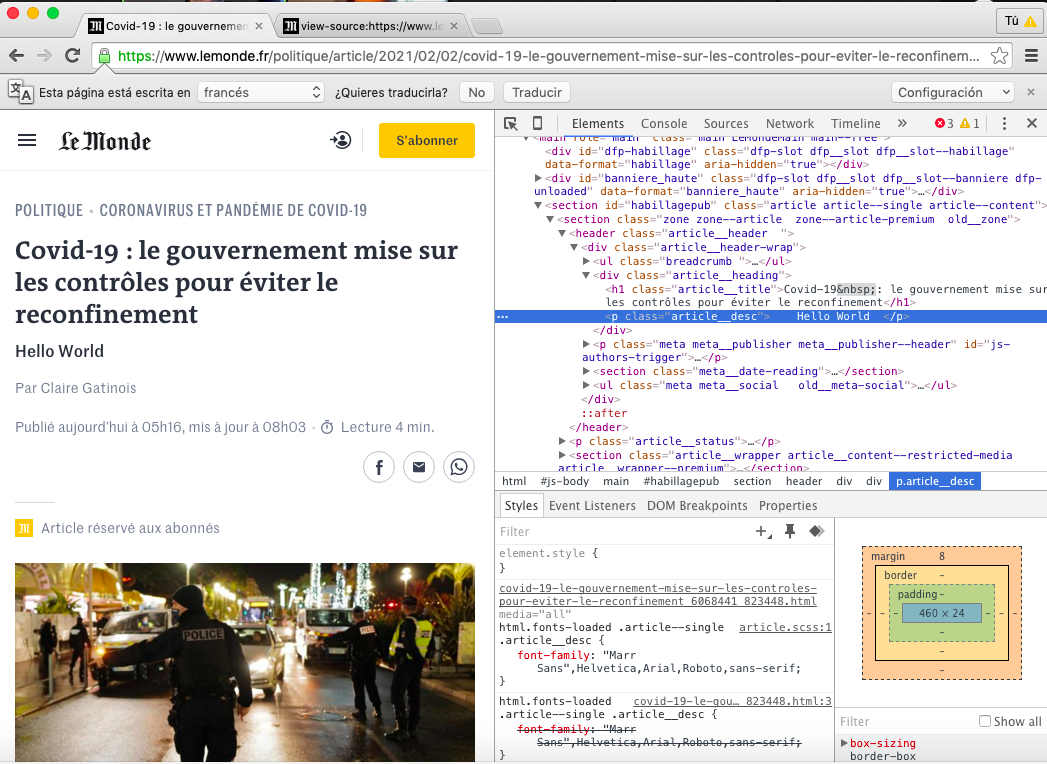 Covid-19 : le gouvernemen
view-source:https://www.le
Tú
https://www.lemonde.fr/politique/article/2021/02/02/covid-19-le-gouvernement-mise-sur-les-controles-pour-eviter-le-reconfinem...
Esta página está escrita en francés ¿Quieres traducirla? No Traducir Configuración
Le Monde
S'abonner
POLITIQUE • CORONAVIRUS ET PANDÉMIE DE COVID-19
Covid-19 : le gouvernement mise sur
les contrôles pour éviter le
reconfinement
Hello World
Par Claire Gatinois
Publié aujourd'hui à 05h16, mis à jour à 08h03 • Lecture 4 min.
M Article réservé aux abonnés
POLICE
Elements Console Sources Network Timeline » 3 1
<main role="main" class="LeMondeMain main--free">
<div id="dfp-habillage" class="dfp-slot dfp__slot dfp__slot--habillage"
data-format="habillage" aria-hidden="true"></div>
<div id="banniere_haute" class="dfp-slot dfp__slot dfp__slot--banniere dfp-
unloaded" data-format="banniere_haute" aria-hidden="true">…</div>
<section id="habillagepub" class="article article--single article--content">
<section class="zone zone--article  zone--article-premium  old__zone">
<header class="article__header  ">
<div class="article__header-wrap">
<ul class="breadcrumb ">…</ul>
<div class="article__heading">
<h1 class="article__title">Covid-19&nbsp;: le gouvernement mise sur
les contrôles pour éviter le reconfinement</h1>
<p class="article__desc">    Hello World  </p>
</div>
<p class="meta meta__publisher meta__publisher--header" id="js-
authors-trigger">…</p>
<section class="meta__date-reading">…</section>
<ul class="meta meta__social   old__meta-social">…</ul>
</div>
::after
</header>
<p class="article__status">…</p>
<section class="article__wrapper article__content--restricted-media
article__wrapper--premium">…</section>
html #js-body main #habillagepub section header div div p.article__desc
Styles Event Listeners DOM Breakpoints Properties
Filter
element.style {
}
covid-19-le-gouvernement-mise-sur-les-controles-
pour-eviter-le-reconfinement_6068441_823448.html
media="all"
html.fonts-loaded .article--single article.scss:1
.article__desc {
font-family: "Marr
Sans",Helvetica,Arial,Roboto,sans-serif;
}
html.fonts-loaded covid-19-le-gou…_823448.html:3
.article--single .article__desc {
font-family: "Marr
Sans",Helvetica,Arial,Roboto,sans-serif;
}
margin 8
border -
padding -
- - - 460 × 24 - - -
-
-
-
Filter Show all
box-sizing
border-box